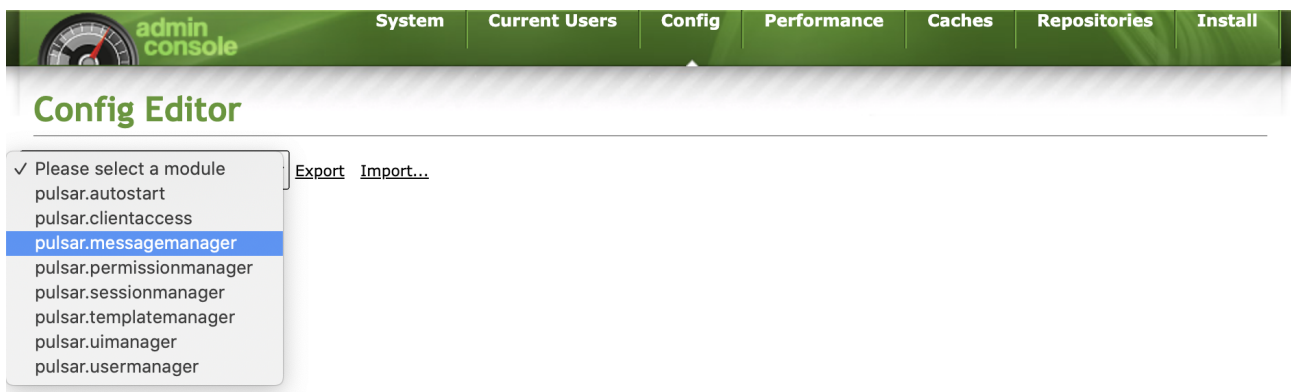 admin
console
System Current Users Config Performance Caches Repositories Install
Config Editor
✓ Please select a module
Export Import...
pulsar.autostart
pulsar.clientaccess
pulsar.messagemanager
pulsar.permissionmanager
pulsar.sessionmanager
pulsar.templatemanager
pulsar.uimanager
pulsar.usermanager